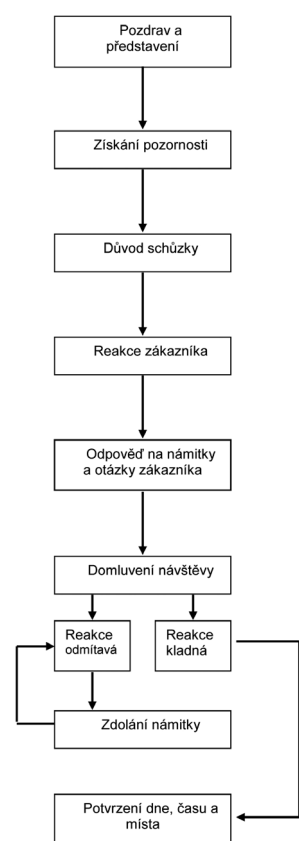 Pozdrav a
představení
Získání pozornosti
Důvod schůzky
Reakce zákazníka
Odpověď na námitky
a otázky zákazníka
Domluvení návštěvy
Reakce
odmítavá
Reakce
kladná
Zdolání námitky
Potvrzení dne, času a
místa